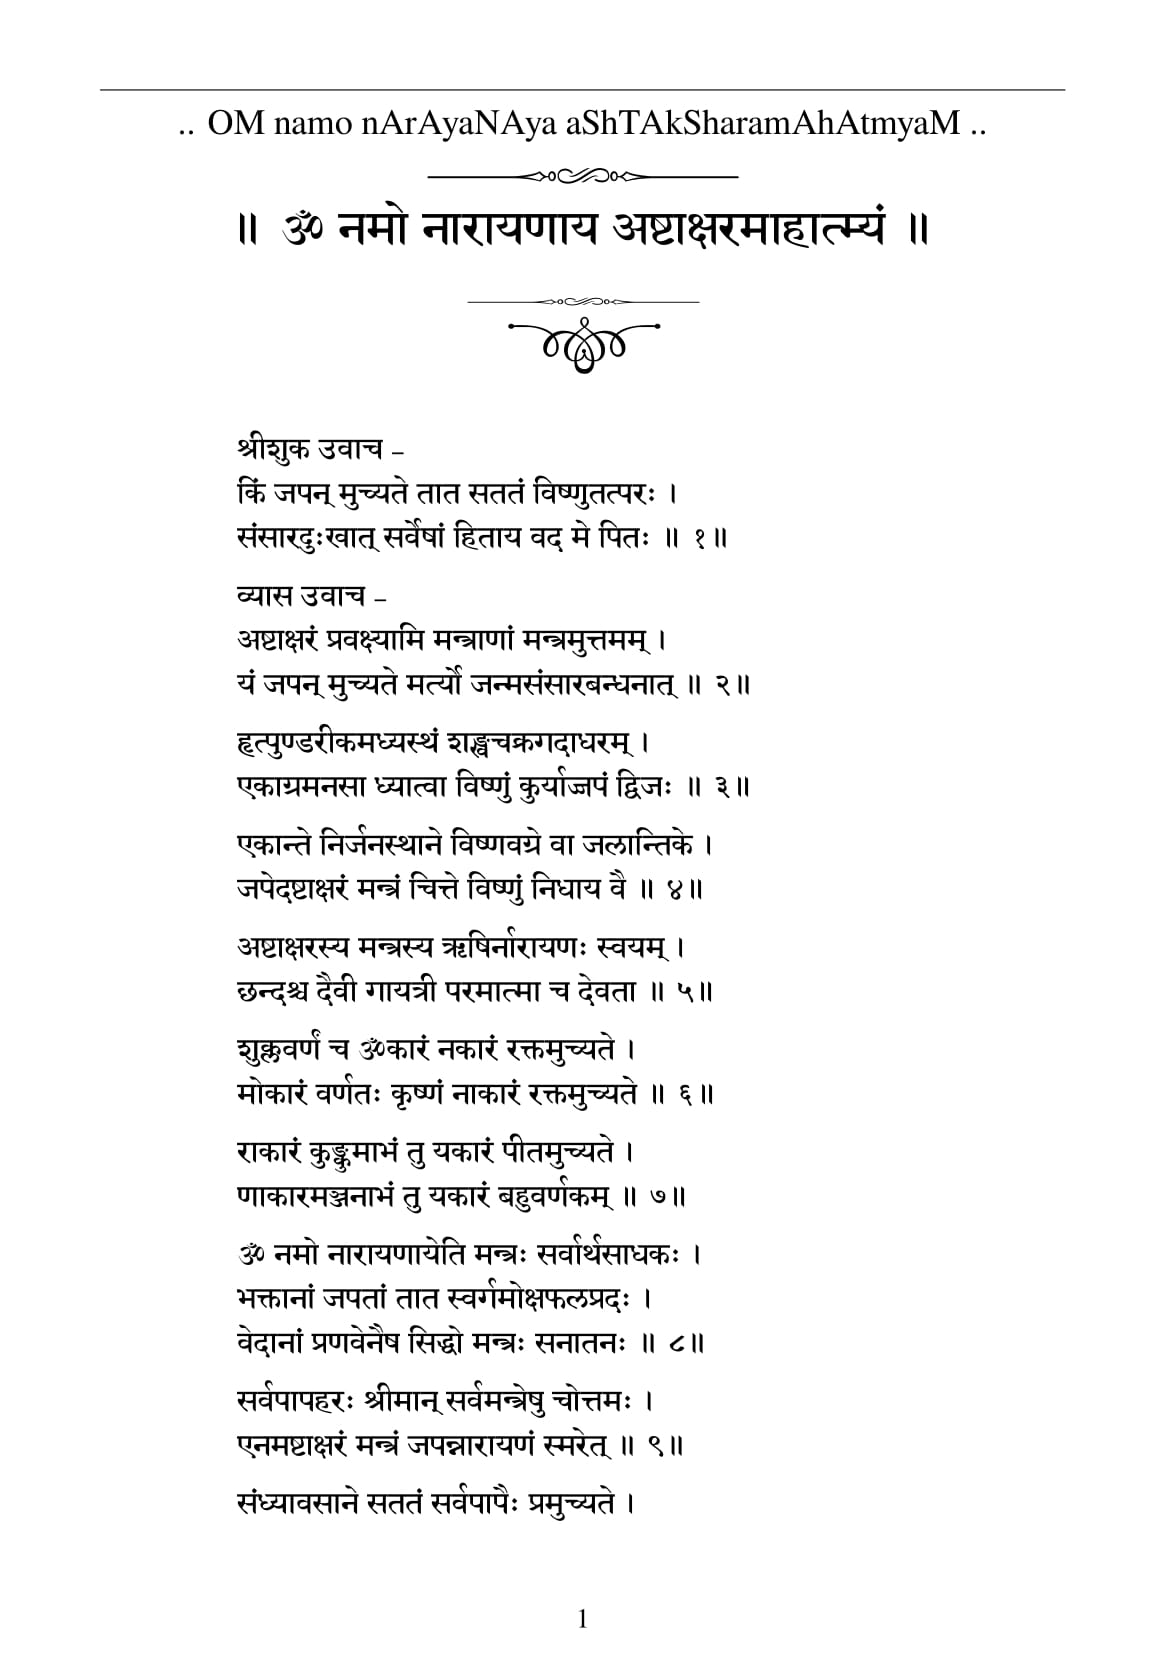 .. OM namo nArAyaNAya aShTAkSharamAhAtmyaM ..
॥ ॐ नमो नारायणाय अष्टाक्षरमाहात्म्यं ॥
श्रीशुक उवाच –
किं जपन् मुच्यते तात सततं विष्णुतत्परः ।
संसारदुःखात् सर्वेषां हिताय वद मे पितः ॥ १॥
व्यास उवाच –
अष्टाक्षरं प्रवक्ष्यामि मन्त्राणां मन्त्रमुत्तमम् ।
यं जपन् मुच्यते मर्त्यो जन्मसंसारबन्धनात् ॥ २॥
हृत्पुण्डरीकमध्यस्थं शङ्खचक्रगदाधरम् ।
एकाग्रमनसा ध्यात्वा विष्णुं कुर्याज्जपं द्विजः ॥ ३॥
एकान्ते निर्जनस्थाने विष्णवग्रे वा जलान्तिके ।
जपेदष्टाक्षरं मन्त्रं चित्ते विष्णुं निधाय वै ॥ ४॥
अष्टाक्षरस्य मन्त्रस्य ऋषिर्नारायणः स्वयम् ।
छन्दश्च दैवी गायत्री परमात्मा च देवता ॥ ५॥
शुक्लवर्णं च ॐकारं नकारं रक्तमुच्यते ।
मोकारं वर्णतः कृष्णं नाकारं रक्तमुच्यते ॥ ६॥
राकारं कुङ्कुमाभं तु यकारं पीतमुच्यते ।
णाकारमञ्जनाभं तु यकारं बहुवर्णकम् ॥ ७॥
ॐ नमो नारायणायेति मन्त्रः सर्वार्थसाधकः ।
भक्तानां जपतां तात स्वर्गमोक्षफलप्रदः ।
वेदानां प्रणवेनैष सिद्धो मन्त्रः सनातनः ॥ ८॥
सर्वपापहरः श्रीमान् सर्वमन्त्रेषु चोत्तमः ।
एनमष्टाक्षरं मन्त्रं जपन्नारायणं स्मरेत् ॥ ९॥
संध्यावसाने सततं सर्वपापैः प्रमुच्यते ।
1